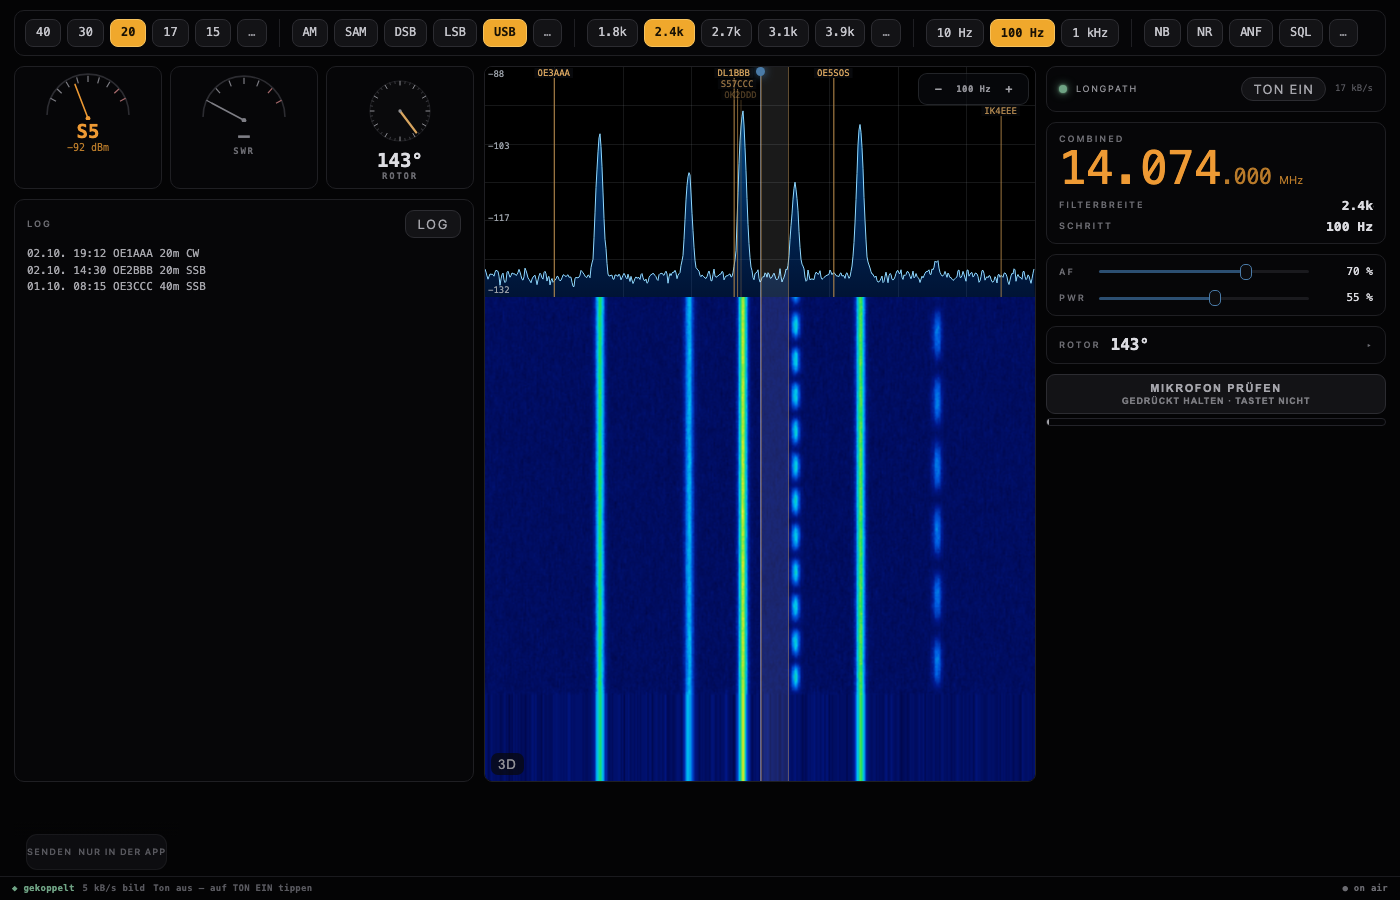 40 30 20 17 15 … AM SAM DSB LSB USB … 1.8k 2.4k 2.7k 3.1k 3.9k … 10 Hz 100 Hz 1 kHz NB NR ANF SQL …
S5
−92 dBm
—
SWR
143°
ROTOR
LOG LOG
02.10. 19:12 OE1AAA 20m CW
02.10. 14:30 OE2BBB 20m SSB
01.10. 08:15 OE3CCC 40m SSB
−88 OE3AAA DL1BBB OE5SOS
S57CCC
OK2DDD
− 100 Hz +
IK4EEE
−103
−117
−132
3D
LONGPATH TON EIN 17 kB/s
COMBINED
14.074.000 MHz
FILTERBREITE 2.4k
SCHRITT 100 Hz
AF 70 %
PWR 55 %
ROTOR 143°
MIKROFON PRÜFEN
GEDRÜCKT HALTEN · TASTET NICHT
SENDEN NUR IN DER APP
◆ gekoppelt 5 kB/s bild Ton aus — auf TON EIN tippen ● on air